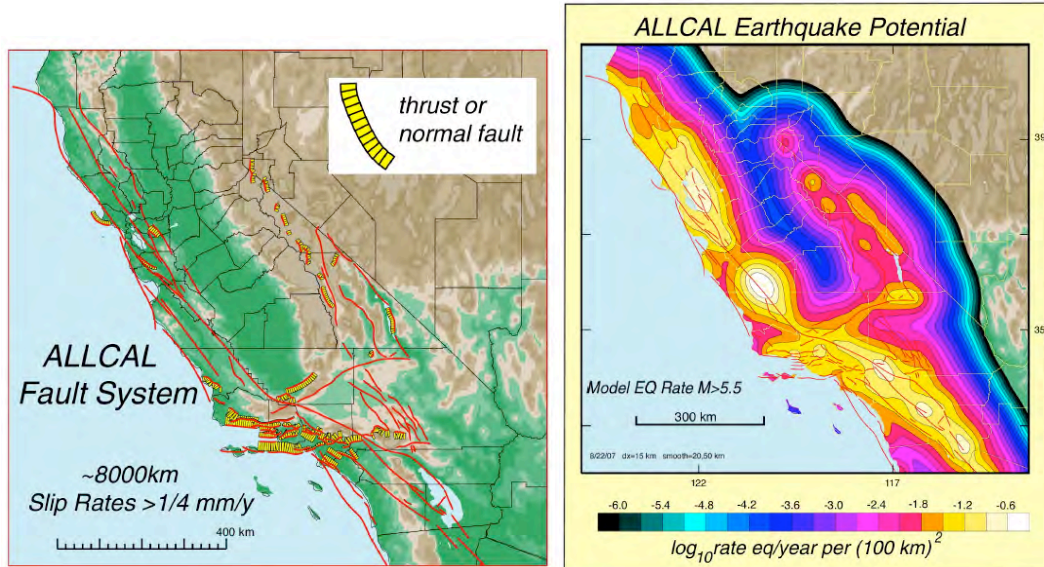 thrust or
normal fault
ALLCAL
Fault System
~8000km
Slip Rates >1/4 mm/y
400 km
ALLCAL Earthquake Potential
39
35
Model EQ Rate M>5.5
300 km
8/22/07 dx=15 km smooth=20,50 km
122 117
-6.0 -5.4 -4.8 -4.2 -3.6 -3.0 -2.4 -1.8 -1.2 -0.6
log10rate eq/year per (100 km)2